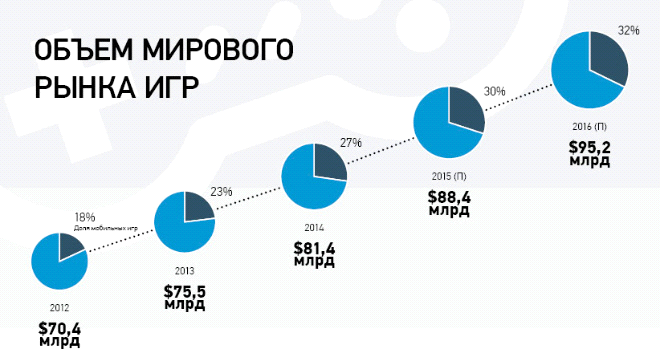 ОБЪЕМ МИРОВОГО
РЫНКА ИГР
18%
Доля мобильных игр
2012
$70,4
млрд
23%
2013
$75,5
млрд
27%
2014
$81,4
млрд
30%
2015 (П)
$88,4
млрд
32%
2016 (П)
$95,2
млрд